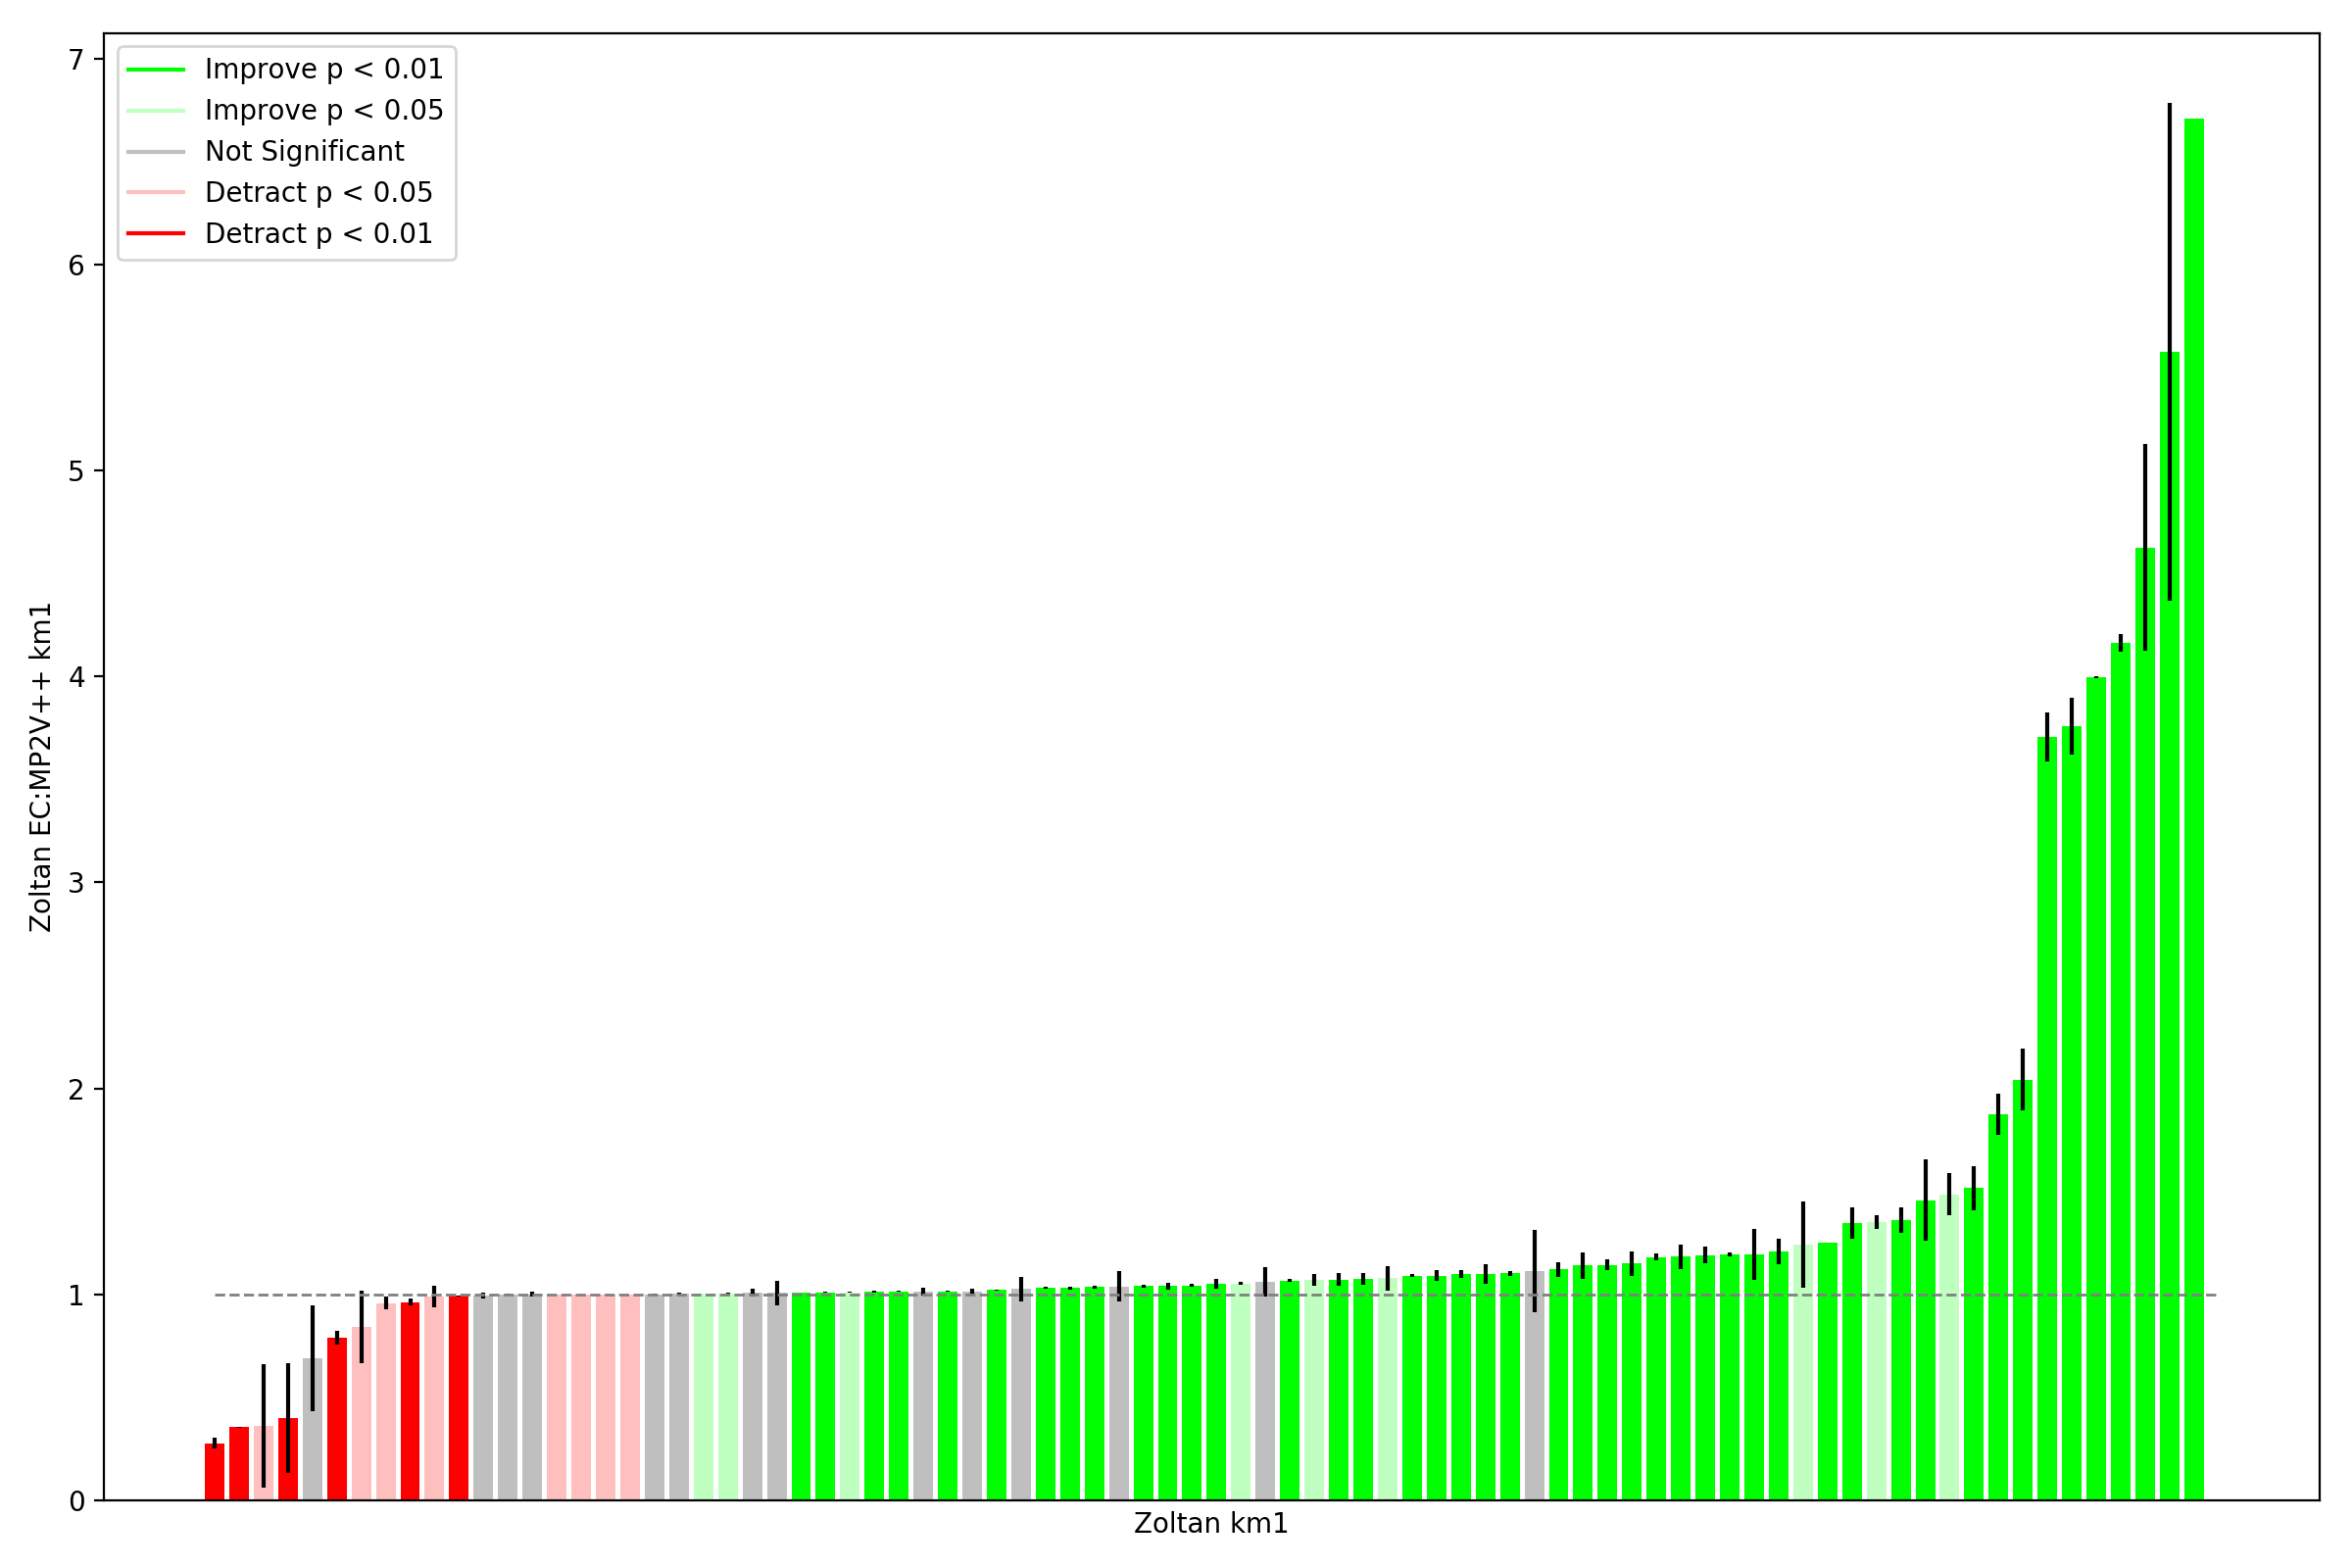 7
6
5
4
3
2
1
0
Improve p < 0.01
Improve p < 0.05
Not Significant
Detract p < 0.05
Detract p < 0.01
Zoltan EC:MP2V++ km1
Zoltan km1